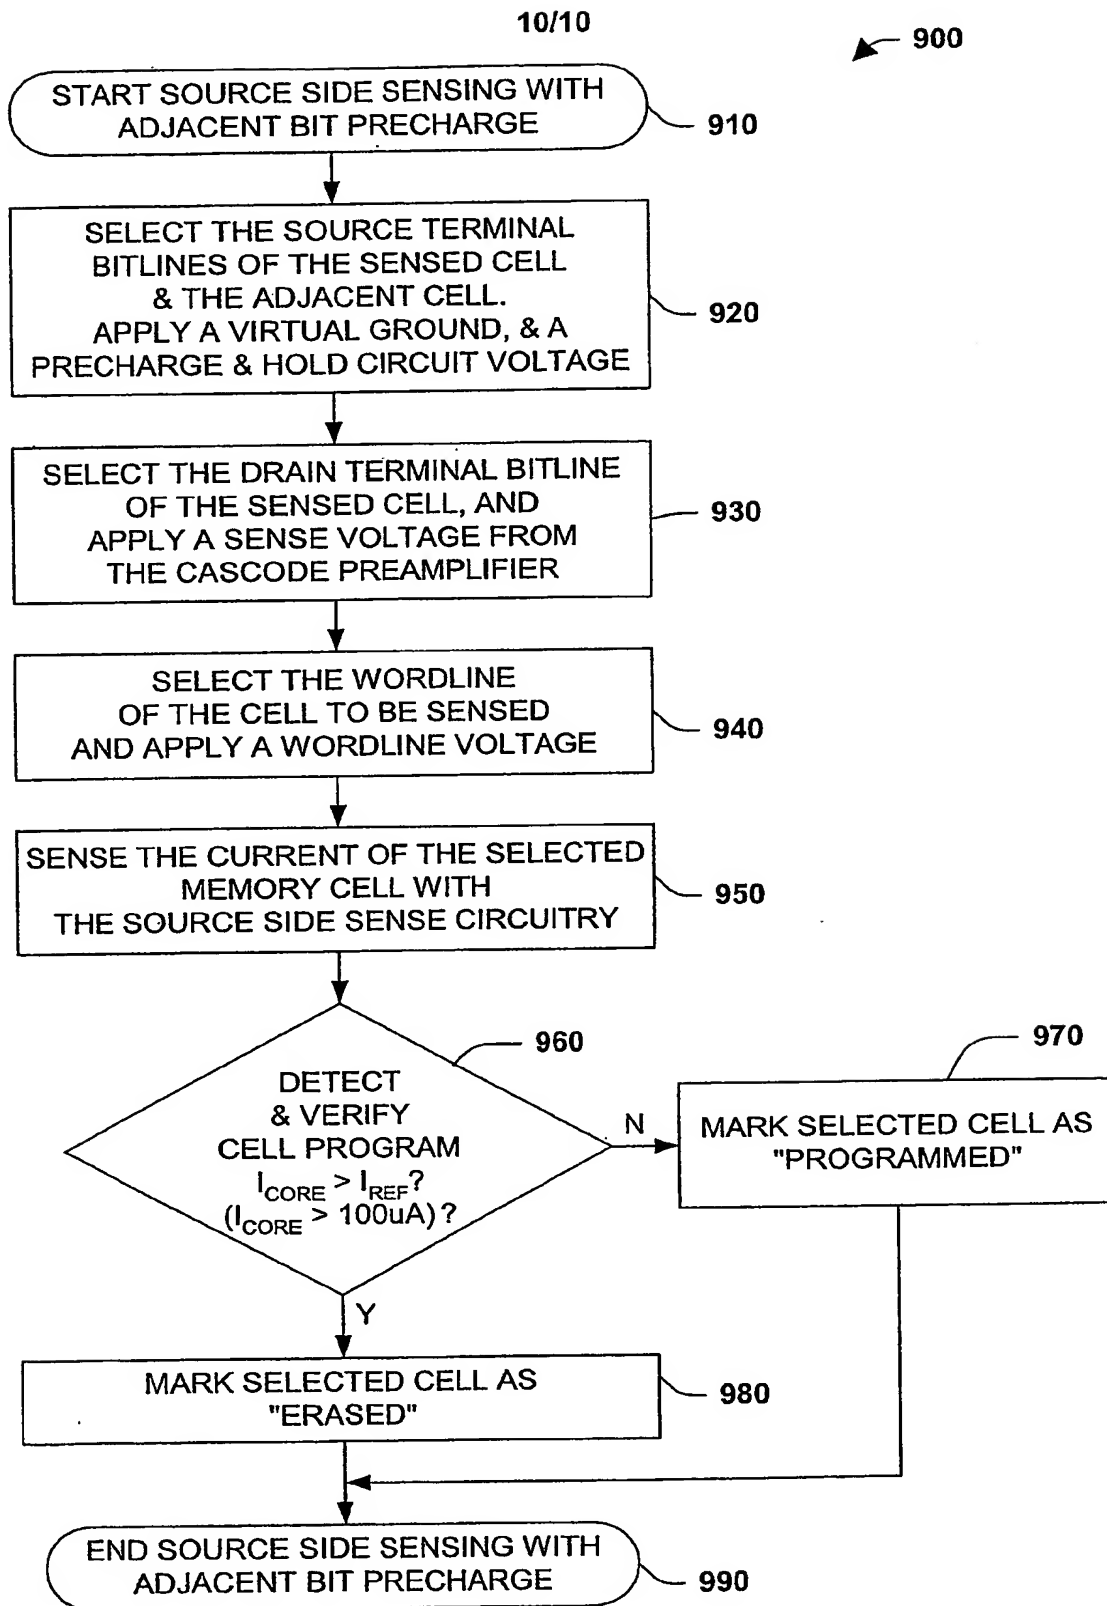 10/10
900
START SOURCE SIDE SENSING WITH
ADJACENT BIT PRECHARGE
910
SELECT THE SOURCE TERMINAL
BITLINES OF THE SENSED CELL
& THE ADJACENT CELL.
APPLY A VIRTUAL GROUND, & A
PRECHARGE & HOLD CIRCUIT VOLTAGE
920
SELECT THE DRAIN TERMINAL BITLINE
OF THE SENSED CELL, AND
APPLY A SENSE VOLTAGE FROM
THE CASCODE PREAMPLIFIER
930
SELECT THE WORDLINE
OF THE CELL TO BE SENSED
AND APPLY A WORDLINE VOLTAGE
940
SENSE THE CURRENT OF THE SELECTED
MEMORY CELL WITH
THE SOURCE SIDE SENSE CIRCUITRY
950
960
DETECT
& VERIFY
CELL PROGRAM
I_CORE > I_REF?
(I_CORE > 100uA) ?
N
970
MARK SELECTED CELL AS
"PROGRAMMED"
Y
MARK SELECTED CELL AS
"ERASED"
980
END SOURCE SIDE SENSING WITH
ADJACENT BIT PRECHARGE
990